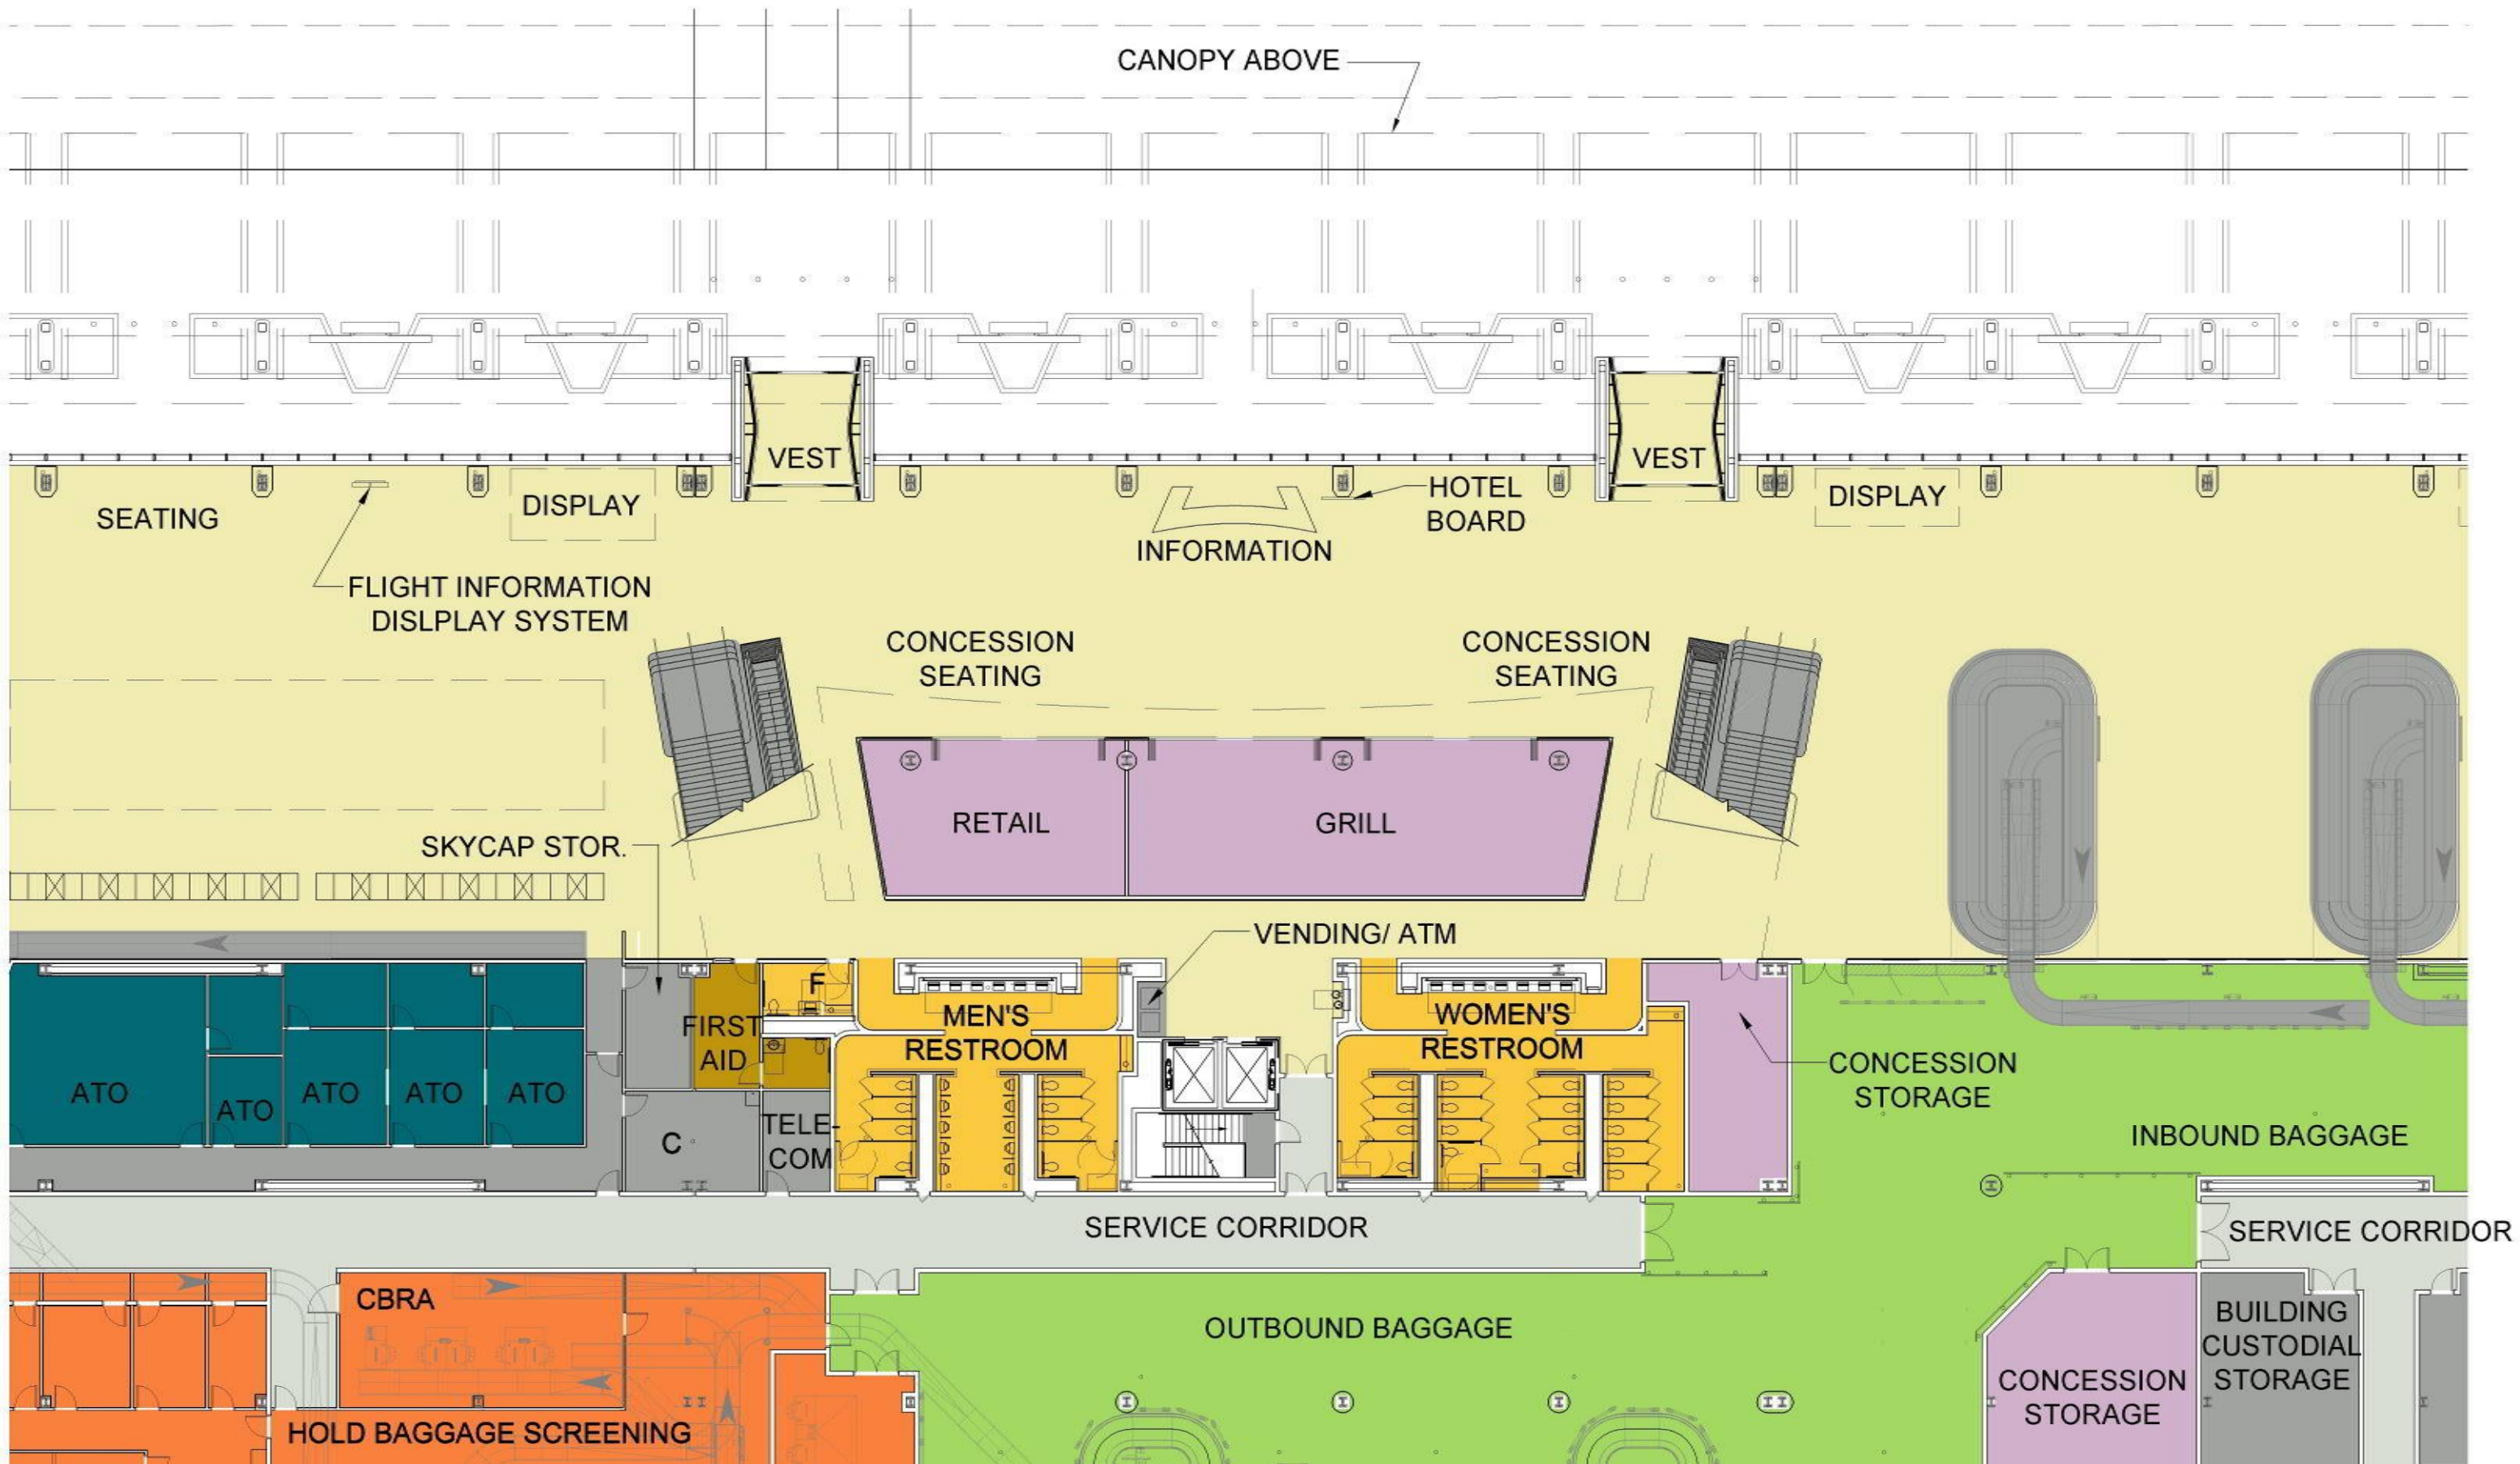 CANOPY ABOVE
VEST
VEST
SEATING
DISPLAY
HOTEL
BOARD
DISPLAY
INFORMATION
FLIGHT INFORMATION
DISLPLAY SYSTEM
CONCESSION
SEATING
CONCESSION
SEATING
RETAIL
GRILL
SKYCAP STOR.
VENDING/ ATM
F
FIRST
AID
MEN'S
RESTROOM
WOMEN'S
RESTROOM
CONCESSION
STORAGE
ATO
ATO
ATO
ATO
ATO
C
TELE-
COM
INBOUND BAGGAGE
SERVICE CORRIDOR
SERVICE CORRIDOR
CBRA
OUTBOUND BAGGAGE
BUILDING
CUSTODIAL
STORAGE
CONCESSION
STORAGE
HOLD BAGGAGE SCREENING